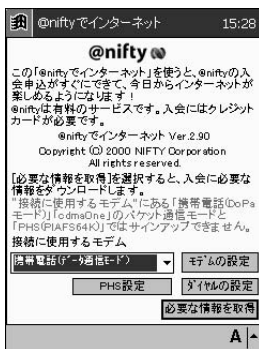 @niftyでインターネット 15:28
@nifty
この「@niftyでインターネット」を使うと、@niftyの入
会申込がすぐにできて、今日からインターネットが
楽しめるようになります!
@niftyは有料のサービスです。入会にはクレジット
カードが必要です。
@niftyでインターネット Ver.2.90
Copyright (C) 2000 NIFTY Corporation
All rights reserved.
[必要な情報を取得]を選択すると、入会に必要な
情報をダウンロードします。
"接続に使用するモデム"にある「携帯電話(DoPa
モード)」「cdmaOne」のパケット通信モードと
「PHS(PIAFS64K)」ではサインアップできません。
接続に使用するモデム
携帯電話(データ通信モード) モデムの設定
PHS設定 ダイヤルの設定
必要な情報を取得
A